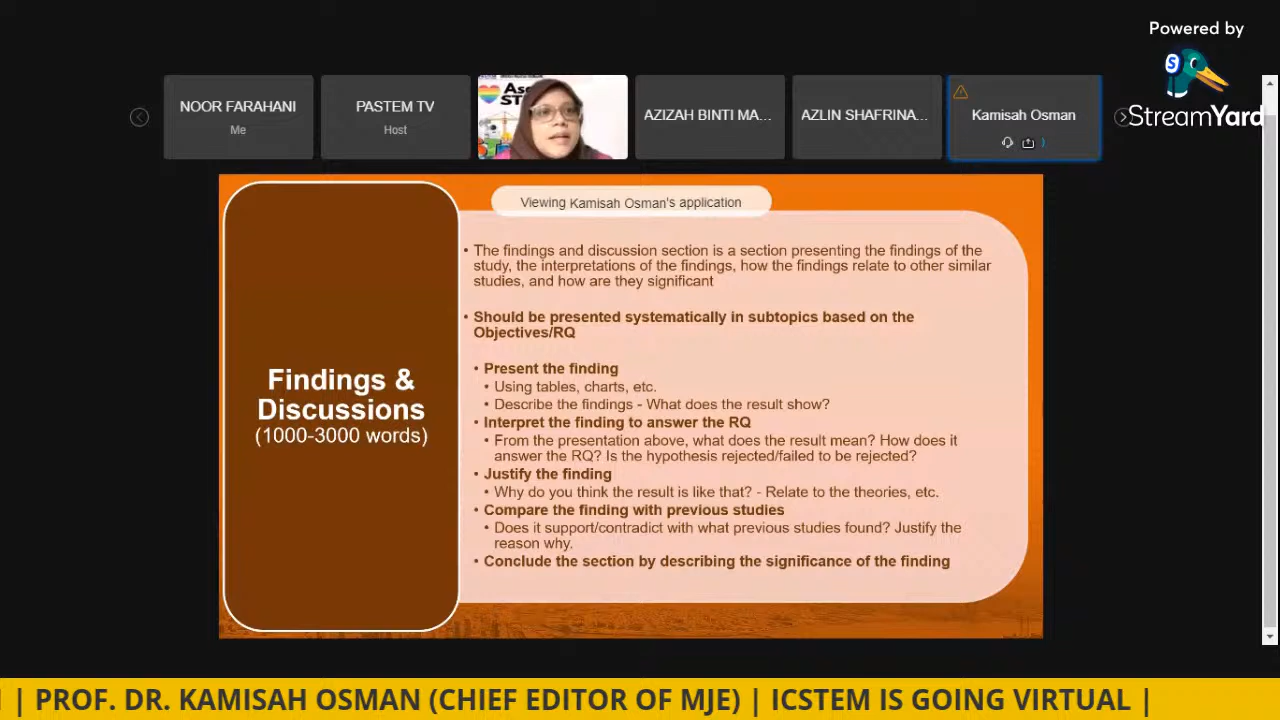 Powered by
StreamYard
NOOR FARAHANI
Me
PASTEM TV
Host
AZIZAH BINTI MA...
AZLIN SHAFRINA...
Kamisah Osman
Viewing Kamisah Osman's application
Findings &
Discussions
(1000-3000 words)
• The findings and discussion section is a section presenting the findings of the
study, the interpretations of the findings, how the findings relate to other similar
studies, and how are they significant
• Should be presented systematically in subtopics based on the
Objectives/RQ
• Present the finding
• Using tables, charts, etc.
• Describe the findings - What does the result show?
• Interpret the finding to answer the RQ
• From the presentation above, what does the result mean? How does it
answer the RQ? Is the hypothesis rejected/failed to be rejected?
• Justify the finding
• Why do you think the result is like that? - Relate to the theories, etc.
• Compare the finding with previous studies
• Does it support/contradict with what previous studies found? Justify the
reason why.
• Conclude the section by describing the significance of the finding
| PROF. DR. KAMISAH OSMAN (CHIEF EDITOR OF MJE) | ICSTEM IS GOING VIRTUAL |